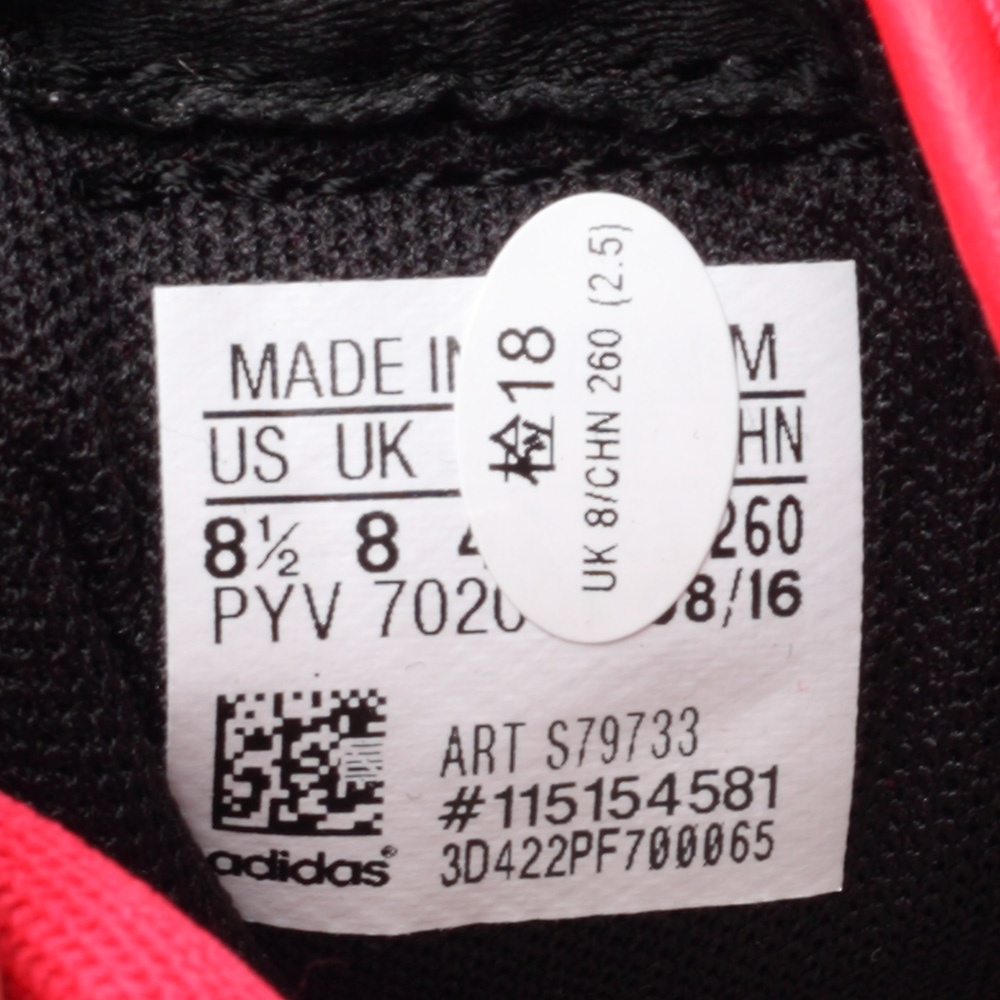 MADE IN M
US UK HN
8½ 8 260
PYV 702 8/16
检18
UK 8/CHN 260 (2.5)
ART S79733
#115154581
3D422PF700065
adidas®